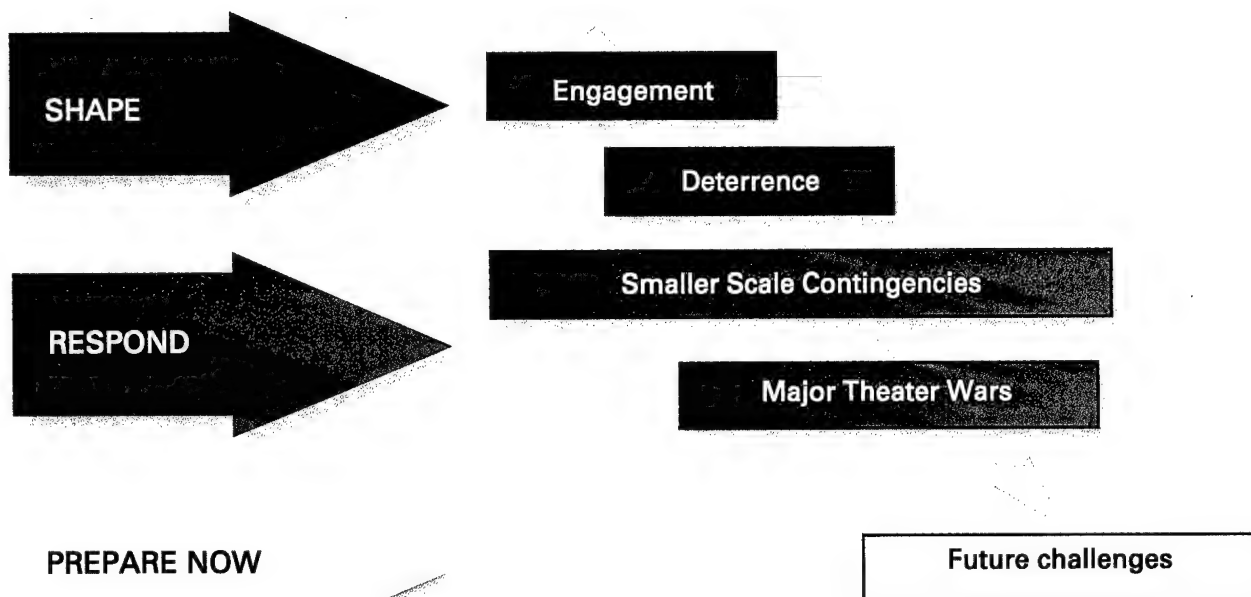 SHAPE
Engagement
Deterrence
RESPOND
Smaller Scale Contingencies
Major Theater Wars
PREPARE NOW
Future challenges